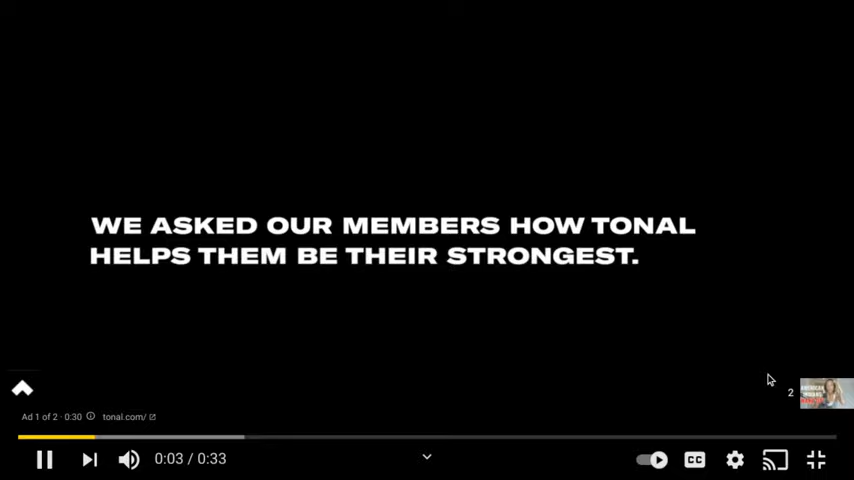 WE ASKED OUR MEMBERS HOW TONAL
HELPS THEM BE THEIR STRONGEST.
2
Ad 1 of 2 · 0:30
tonal.com/
0:03 / 0:33
CC